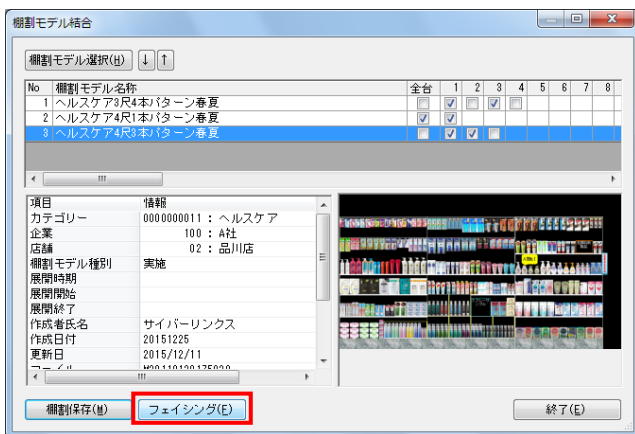 棚割モデル結合
棚割モデル選択(H) ↓ ↑
No 棚割モデル名称 全台 1 2 3 4 5 6 7 8
1 ヘルスケア3尺4本パターン春夏
2 ヘルスケア4尺1本パターン春夏
3 ヘルスケア4尺3本パターン春夏
項目 情報
カテゴリー 0000000011 : ヘルスケア
企業 100 : A社
店舗 02 : 品川店
棚割モデル種別 実施
展開時期
展開開始
展開終了
作成者氏名 サイバーリンクス
作成日付 20151225
更新日 2015/12/11
棚割保存(M) フェイシング(F) 終了(E)